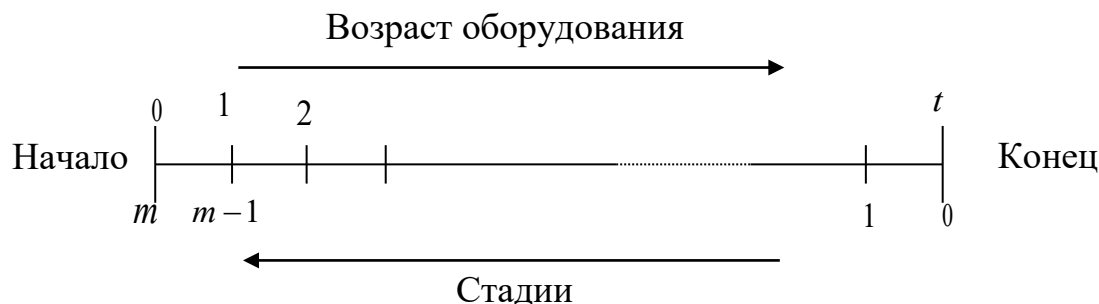 Возраст оборудования
0 1 2 t
Начало Конец
m m – 1 1 0
Стадии